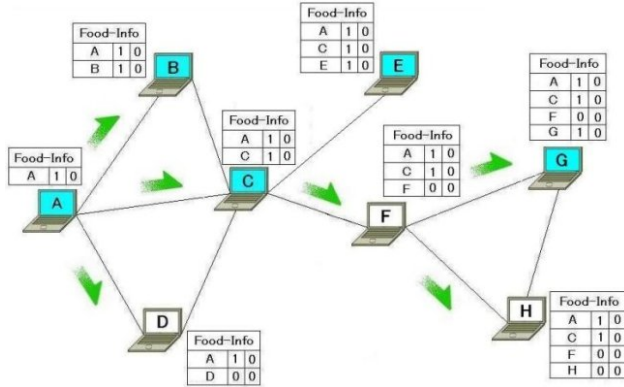 Food-Info
A 1 0
B 1 0
B
Food-Info
A 1 0
C 1 0
E 1 0
E
Food-Info
A 1 0
C 1 0
F 0 0
G 1 0
G
Food-Info
A 1 0
A
Food-Info
A 1 0
C 1 0
C
Food-Info
A 1 0
C 1 0
F 0 0
F
D
Food-Info
A 1 0
D 0 0
H
Food-Info
A 1 0
C 1 0
F 0 0
H 0 0